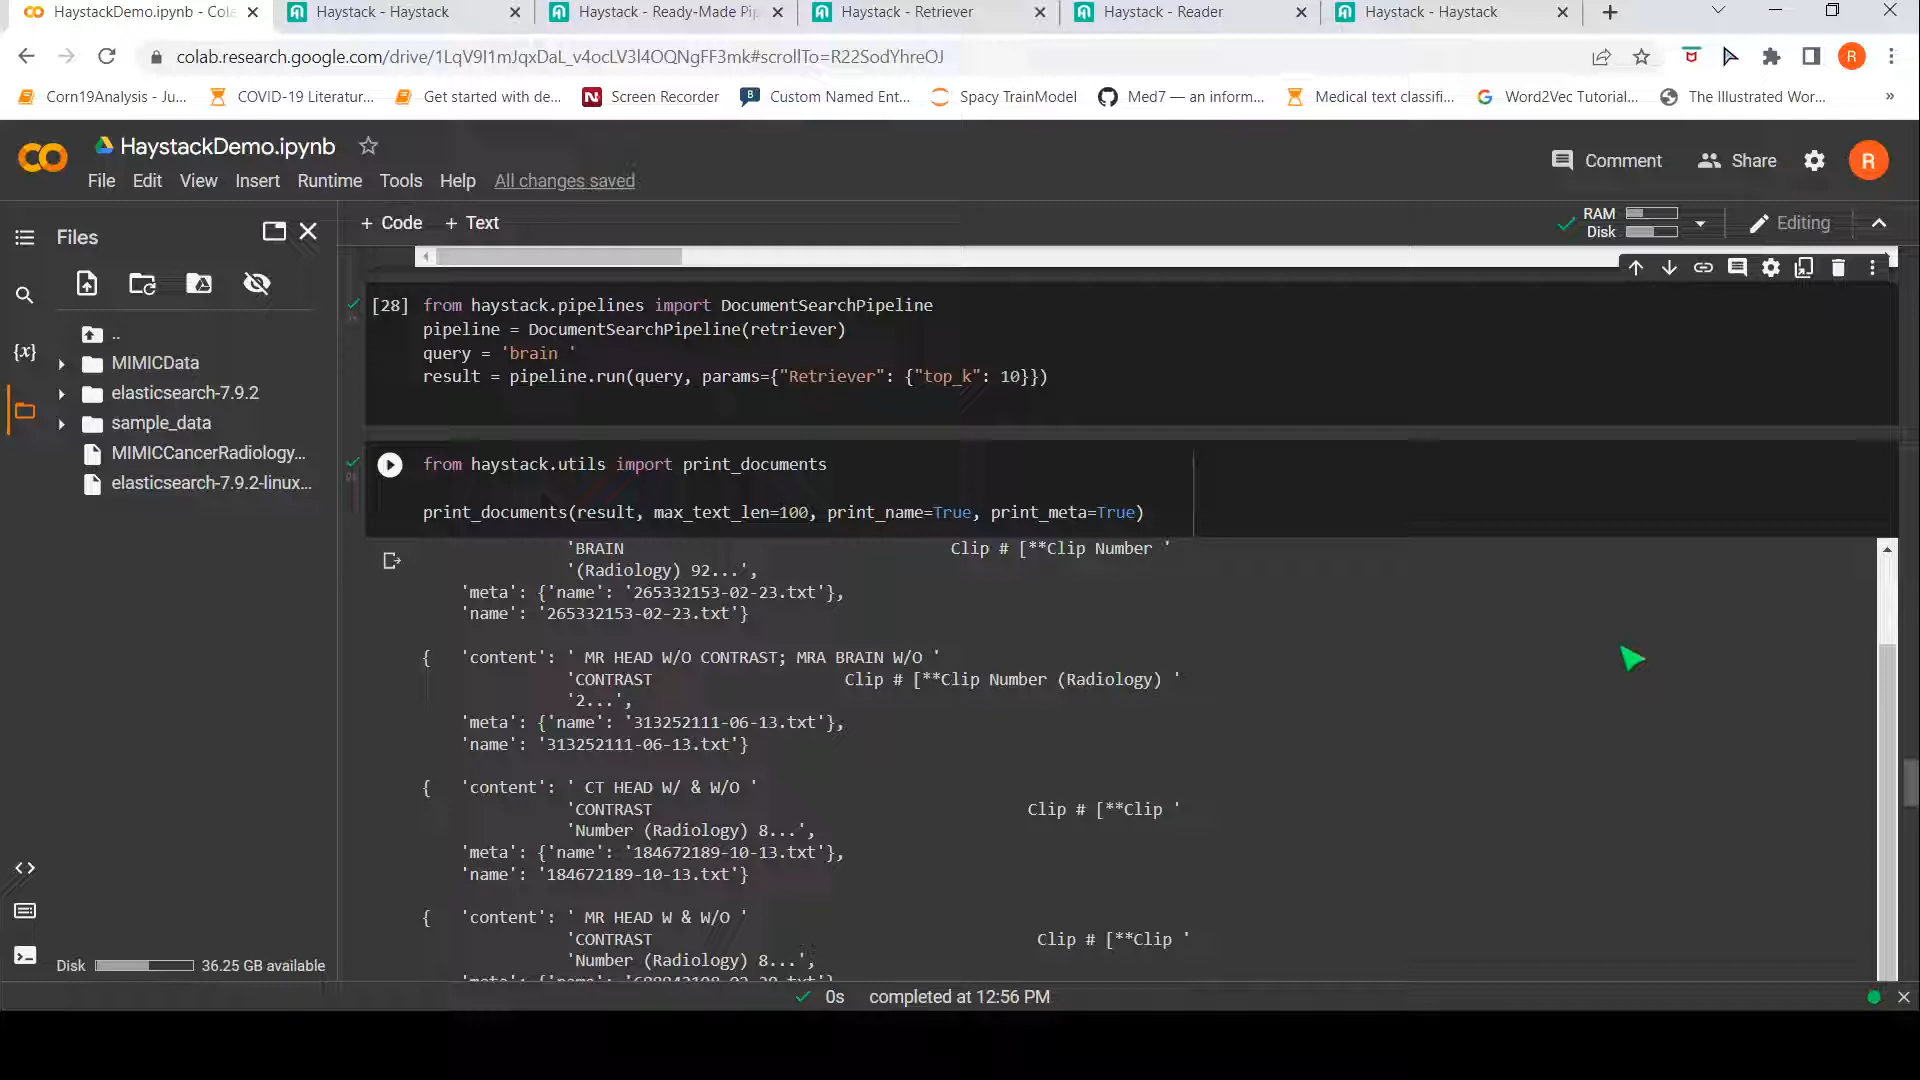 HaystackDemo.ipynb - Cola
Haystack - Haystack
Haystack - Ready-Made Pip
Haystack - Retriever
Haystack - Reader
Haystack - Haystack
colab.research.google.com/drive/1LqV9I1mJqxDaL_v4ocLV3l4OQNgFF3mk#scrollTo=R22SodYhreOJ
R
Corn19Analysis - Ju...
COVID-19 Literatur...
Get started with de...
Screen Recorder
Custom Named Ent...
Spacy TrainModel
Med7 — an inform...
Medical text classifi...
Word2Vec Tutorial...
The Illustrated Wor...
»
HaystackDemo.ipynb
File Edit View Insert Runtime Tools Help All changes saved
Comment
Share
R
Files
+ Code + Text
RAM
Disk
Editing
..
MIMICData
elasticsearch-7.9.2
sample_data
MIMICCancerRadiology...
elasticsearch-7.9.2-linux...
{x}
[28] from haystack.pipelines import DocumentSearchPipeline
pipeline = DocumentSearchPipeline(retriever)
query = 'brain '
result = pipeline.run(query, params={"Retriever": {"top_k": 10}})
from haystack.utils import print_documents
print_documents(result, max_text_len=100, print_name=True, print_meta=True)
'BRAIN Clip # [**Clip Number '
'(Radiology) 92...',
'meta': {'name': '265332153-02-23.txt'},
'name': '265332153-02-23.txt'}
{ 'content': ' MR HEAD W/O CONTRAST; MRA BRAIN W/O '
'CONTRAST Clip # [**Clip Number (Radiology) '
'2...',
'meta': {'name': '313252111-06-13.txt'},
'name': '313252111-06-13.txt'}
{ 'content': ' CT HEAD W/ & W/O '
'CONTRAST Clip # [**Clip '
'Number (Radiology) 8...',
'meta': {'name': '184672189-10-13.txt'},
'name': '184672189-10-13.txt'}
{ 'content': ' MR HEAD W & W/O '
'CONTRAST Clip # [**Clip '
'Number (Radiology) 8...',
Disk 36.25 GB available
0s completed at 12:56 PM